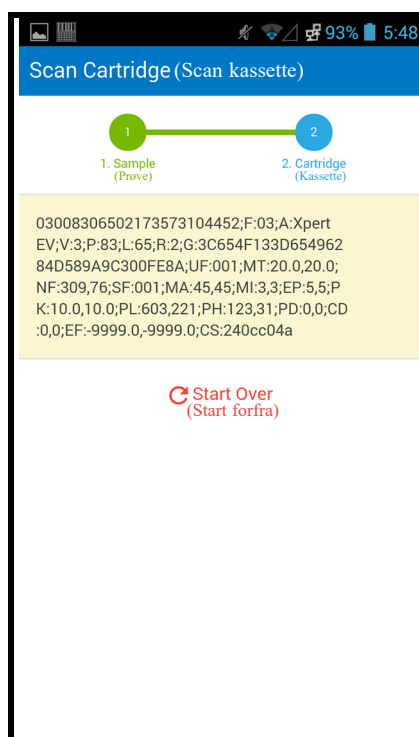 93% 5:48
Scan Cartridge (Scan kassette)
1 2
1. Sample 2. Cartridge
(Prøve) (Kassette)
03008306502173573104452;F:03;A:Xpert
EV;V:3;P:83;L:65;R:2;G:3C654F133D654962
84D589A9C300FE8A;UF:001;MT:20.0,20.0;
NF:309,76;SF:001;MA:45,45;MI:3,3;EP:5,5;P
K:10.0,10.0;PL:603,221;PH:123,31;PD:0,0;CD
:0,0;EF:-9999.0,-9999.0;CS:240cc04a
Start Over
(Start forfra)